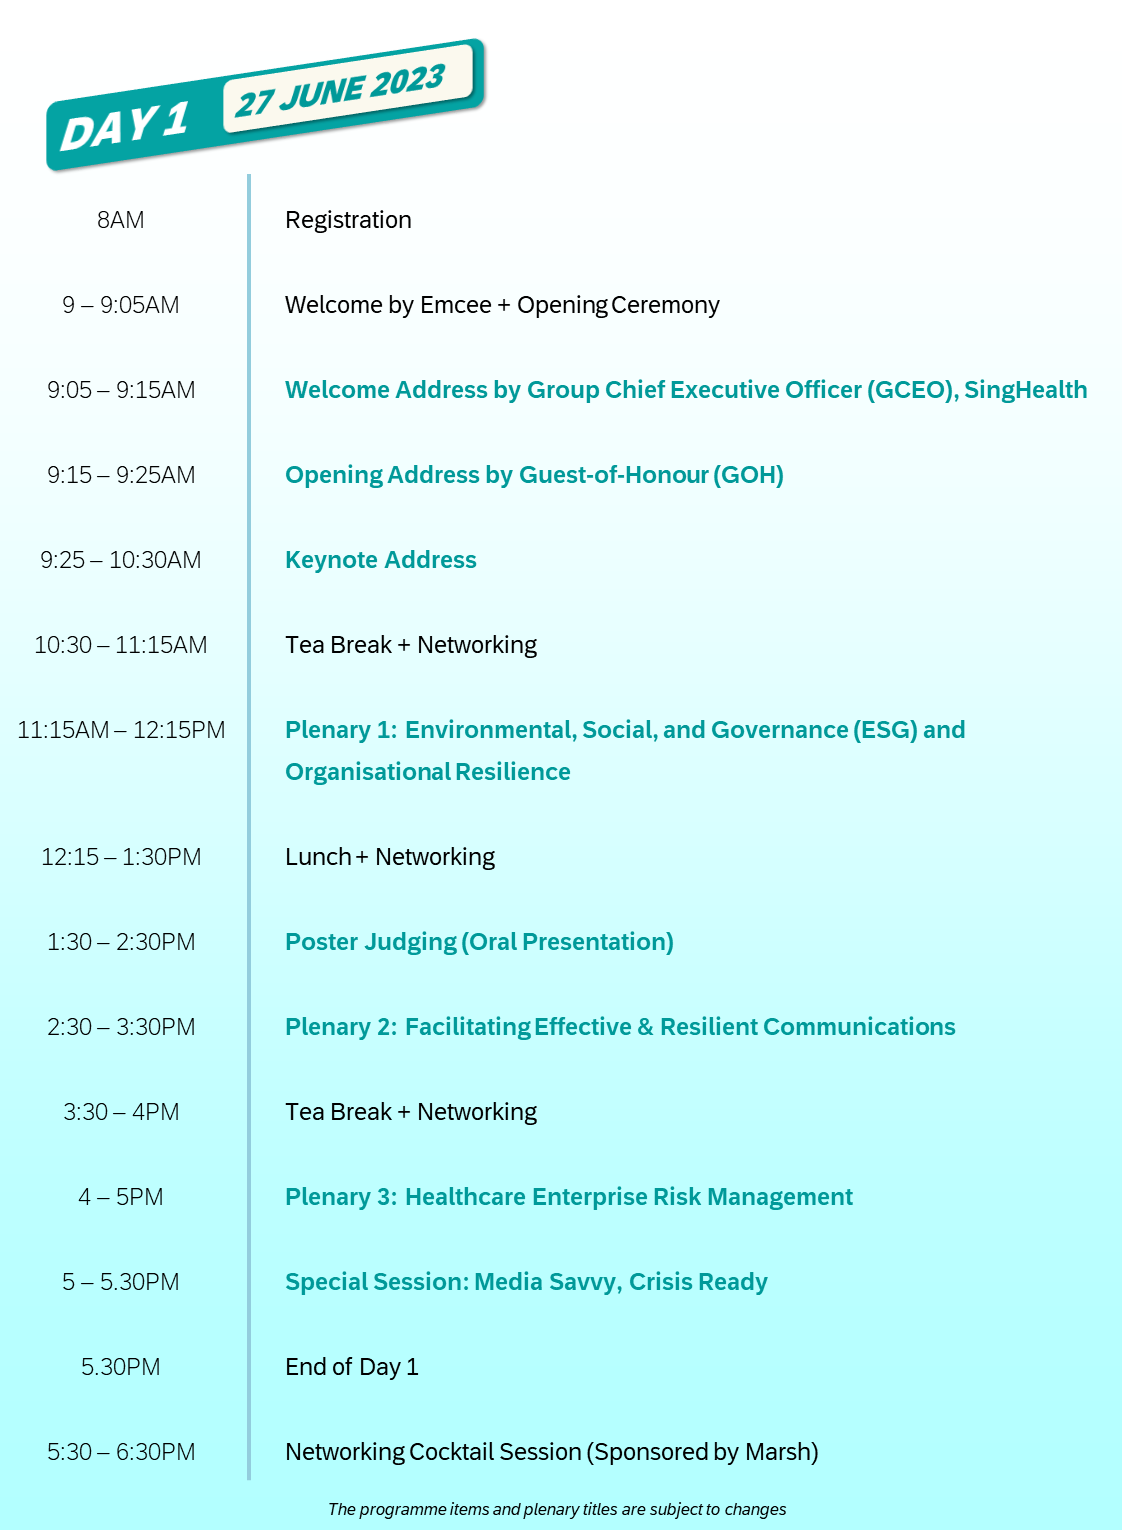 DAY 1 27 JUNE 2023
8AM Registration
9 – 9:05AM Welcome by Emcee + Opening Ceremony
9:05 – 9:15AM Welcome Address by Group Chief Executive Officer (GCEO), SingHealth
9:15 – 9:25AM Opening Address by Guest-of-Honour (GOH)
9:25 – 10:30AM Keynote Address
10:30 – 11:15AM Tea Break + Networking
11:15AM – 12:15PM Plenary 1: Environmental, Social, and Governance (ESG) and
Organisational Resilience
12:15 – 1:30PM Lunch + Networking
1:30 – 2:30PM Poster Judging (Oral Presentation)
2:30 – 3:30PM Plenary 2: Facilitating Effective & Resilient Communications
3:30 – 4PM Tea Break + Networking
4 – 5PM Plenary 3: Healthcare Enterprise Risk Management
5 – 5.30PM Special Session: Media Savvy, Crisis Ready
5.30PM End of Day 1
5:30 – 6:30PM Networking Cocktail Session (Sponsored by Marsh)
The programme items and plenary titles are subject to changes